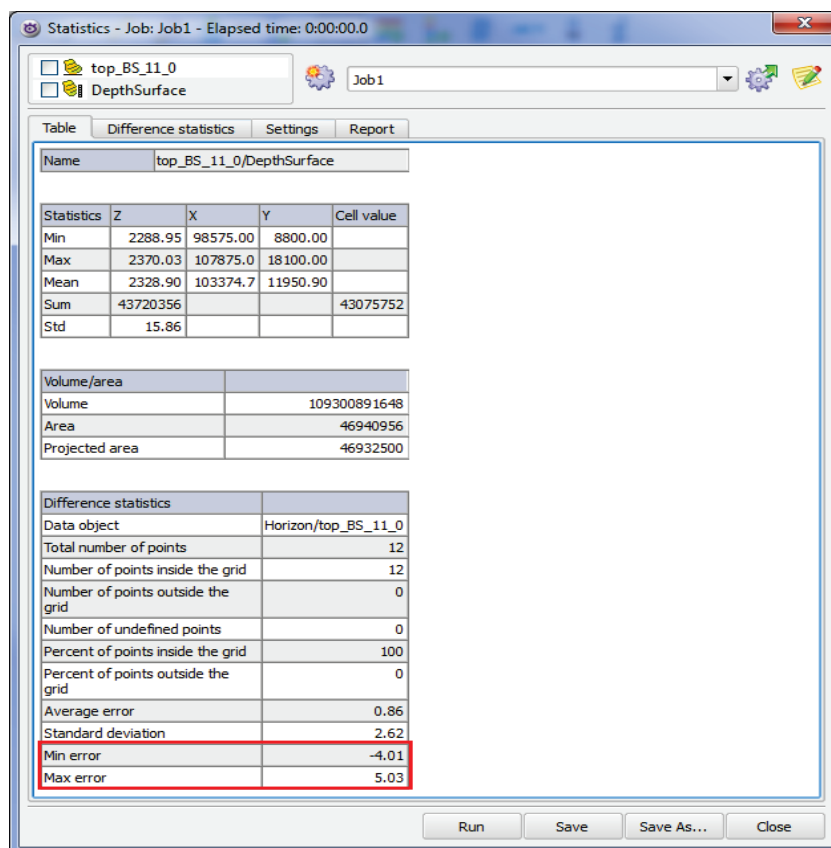 Statistics - Job: Job1 - Elapsed time: 0:00:00.0
top_BS_11_0
DepthSurface
Job1
Table Difference statistics Settings Report
Name top_BS_11_0/DepthSurface
Statistics Z X Y Cell value
Min 2288.95 98575.00 8800.00
Max 2370.03 107875.0 18100.00
Mean 2328.90 103374.7 11950.90
Sum 43720356 43075752
Std 15.86
Volume/area
Volume 109300891648
Area 46940956
Projected area 46932500
Difference statistics
Data object Horizon/top_BS_11_0
Total number of points 12
Number of points inside the grid 12
Number of points outside the
grid 0
Number of undefined points 0
Percent of points inside the grid 100
Percent of points outside the
grid 0
Average error 0.86
Standard deviation 2.62
Min error -4.01
Max error 5.03
Run Save Save As... Close